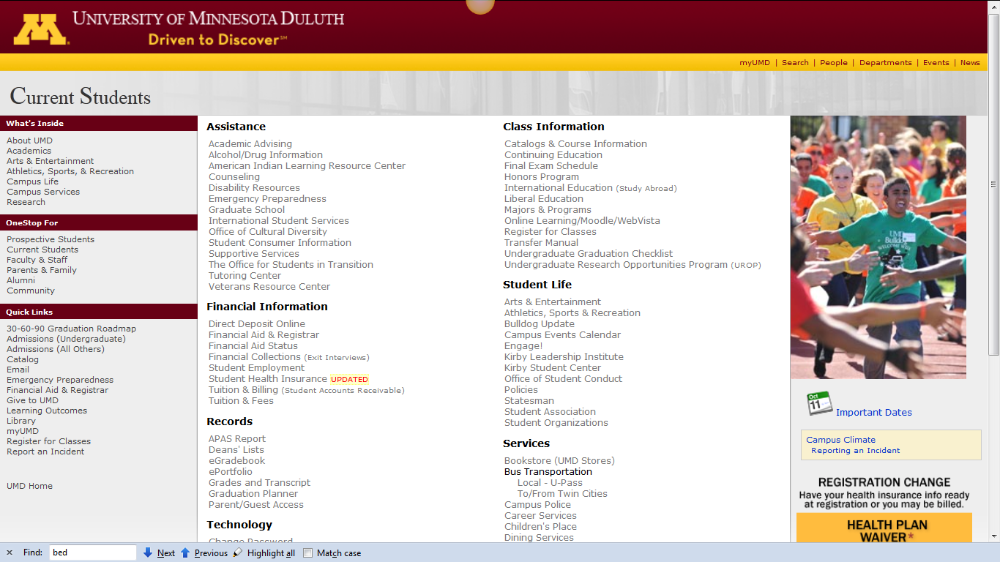 UNIVERSITY OF MINNESOTA DULUTH
Driven to Discover℠
myUMD | Search | People | Departments | Events | News
Current Students
What's Inside
About UMD
Academics
Arts & Entertainment
Athletics, Sports, & Recreation
Campus Life
Campus Services
Research
OneStop For
Prospective Students
Current Students
Faculty & Staff
Parents & Family
Alumni
Community
Quick Links
30-60-90 Graduation Roadmap
Admissions (Undergraduate)
Admissions (All Others)
Catalog
Email
Emergency Preparedness
Financial Aid & Registrar
Give to UMD
Learning Outcomes
Library
myUMD
Register for Classes
Report an Incident
UMD Home
Assistance
Academic Advising
Alcohol/Drug Information
American Indian Learning Resource Center
Counseling
Disability Resources
Emergency Preparedness
Graduate School
International Student Services
Office of Cultural Diversity
Student Consumer Information
Supportive Services
The Office for Students in Transition
Tutoring Center
Veterans Resource Center
Financial Information
Direct Deposit Online
Financial Aid & Registrar
Financial Aid Status
Financial Collections (Exit Interviews)
Student Employment
Student Health Insurance UPDATED
Tuition & Billing (Student Accounts Receivable)
Tuition & Fees
Records
APAS Report
Deans' Lists
eGradebook
ePortfolio
Grades and Transcript
Graduation Planner
Parent/Guest Access
Technology
Change Password
Class Information
Catalogs & Course Information
Continuing Education
Final Exam Schedule
Honors Program
International Education (Study Abroad)
Liberal Education
Majors & Programs
Online Learning/Moodle/WebVista
Register for Classes
Transfer Manual
Undergraduate Graduation Checklist
Undergraduate Research Opportunities Program (UROP)
Student Life
Arts & Entertainment
Athletics, Sports & Recreation
Bulldog Update
Campus Events Calendar
Engage!
Kirby Leadership Institute
Kirby Student Center
Office of Student Conduct
Policies
Statesman
Student Association
Student Organizations
Services
Bookstore (UMD Stores)
Bus Transportation
Local - U-Pass
To/From Twin Cities
Campus Police
Career Services
Children's Place
Dining Services
UMD
Bulldog
WELCOME WEEK
Oct
11
Important Dates
Campus Climate
Reporting an Incident
REGISTRATION CHANGE
Have your health insurance info ready
at registration or you may be billed.
HEALTH PLAN
WAIVER*
Find: bed Next Previous Highlight all Match case